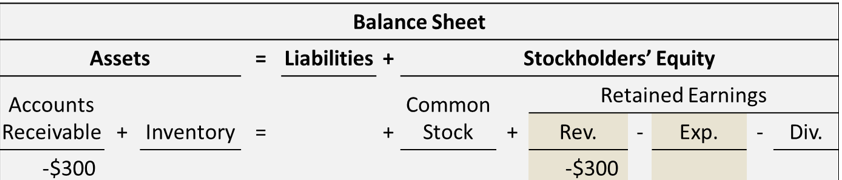 Balance Sheet
Assets = Liabilities + Stockholders’ Equity
Retained Earnings
Accounts Receivable + Inventory = + Common Stock + Rev. - Exp. - Div.
-$300 -$300